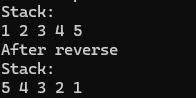 Stack:
1 2 3 4 5
After reverse
Stack:
5 4 3 2 1